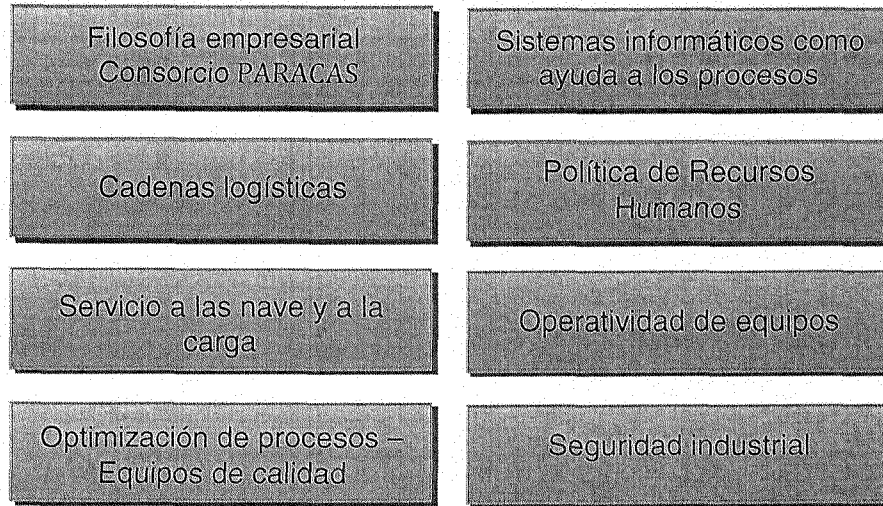 Filosofía empresarial
Consorcio PARACAS
Sistemas informáticos como
ayuda a los procesos
Cadenas logísticas
Política de Recursos
Humanos
Servicio a las nave y a la
carga
Operatividad de equipos
Optimización de procesos –
Equipos de calidad
Seguridad industrial